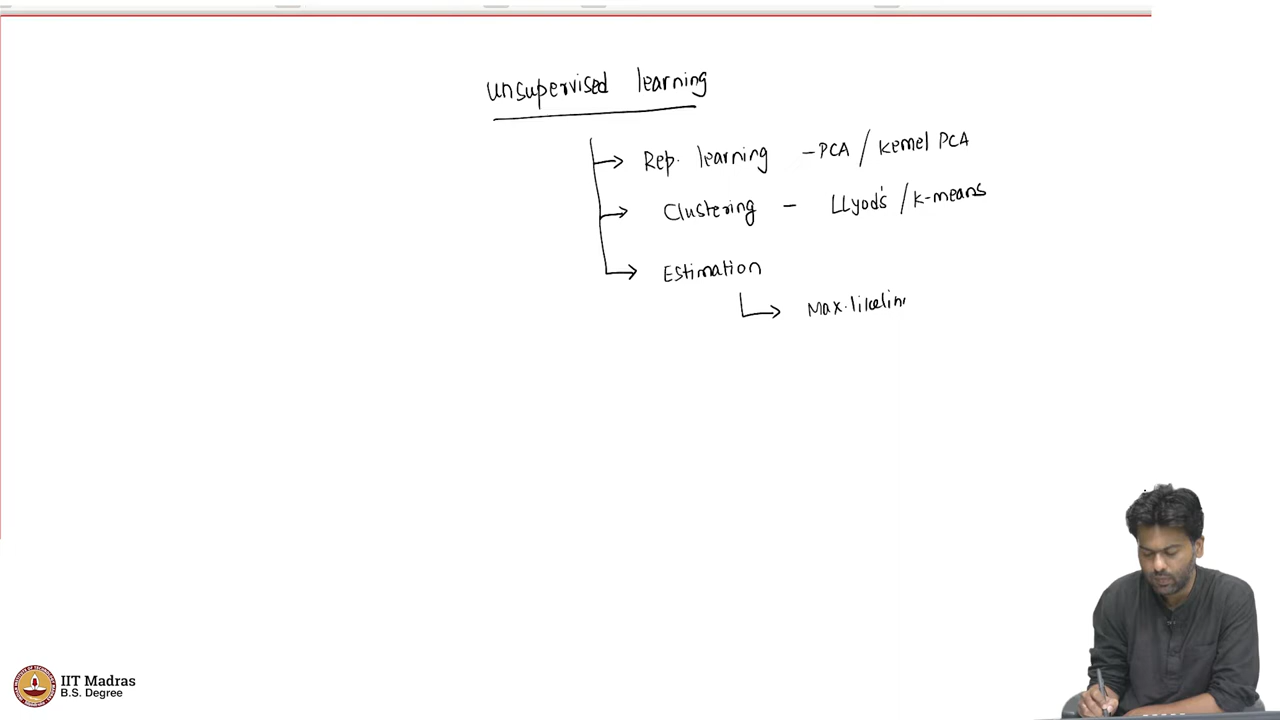 unsupervised learning
Rep. learning - PCA / Kernel PCA
Clustering - LLyod's / K-means
Estimation
Max. likelin
IIT Madras
B.S. Degree